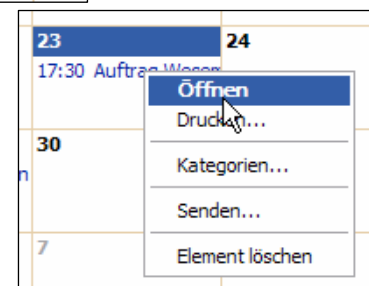 23 24
17:30 Auftrag
Öffnen
Drucken...
30
n
Kategorien...
Senden...
7
Element löschen